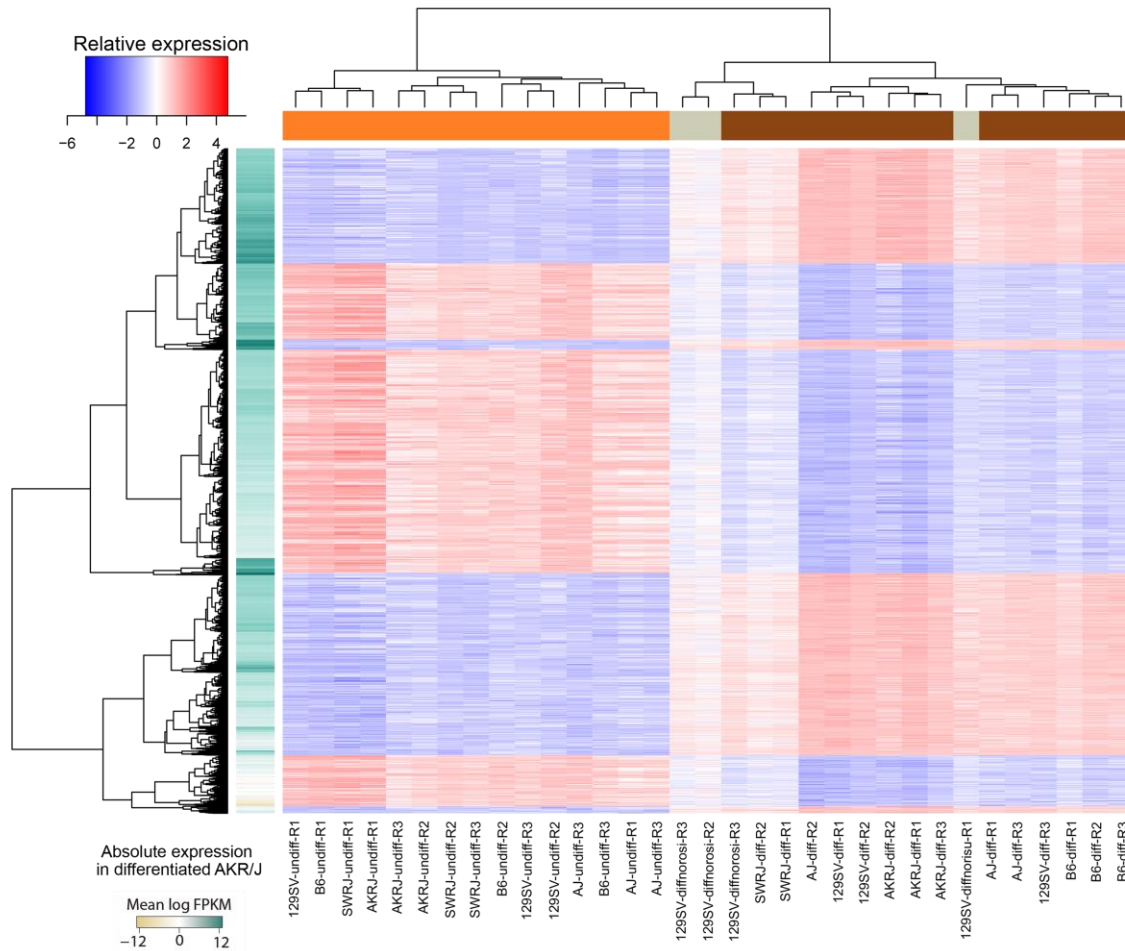 Relative expression
−6
−2
0
2
4
129SV-undiff-R1
B6-undiff-R1
SWRJ-undiff-R1
AKRJ-undiff-R1
AKRJ-undiff-R3
AKRJ-undiff-R2
SWRJ-undiff-R2
SWRJ-undiff-R3
B6-undiff-R2
129SV-undiff-R3
129SV-undiff-R2
AJ-undiff-R3
B6-undiff-R3
AJ-undiff-R1
AJ-undiff-R3
129SV-diffnorosi-R3
129SV-diffnorosi-R2
129SV-diffnorosi-R3
SWRJ-diff-R2
SWRJ-diff-R1
AJ-diff-R2
129SV-diff-R1
129SV-diff-R2
AKRJ-diff-R2
AKRJ-diff-R1
AKRJ-diff-R3
129SV-diffnorisu-R1
AJ-diff-R1
AJ-diff-R3
129SV-diff-R3
B6-diff-R1
B6-diff-R2
B6-diff-R3
Absolute expression
in differentiated AKR/J
Mean log FPKM
−12 0 12